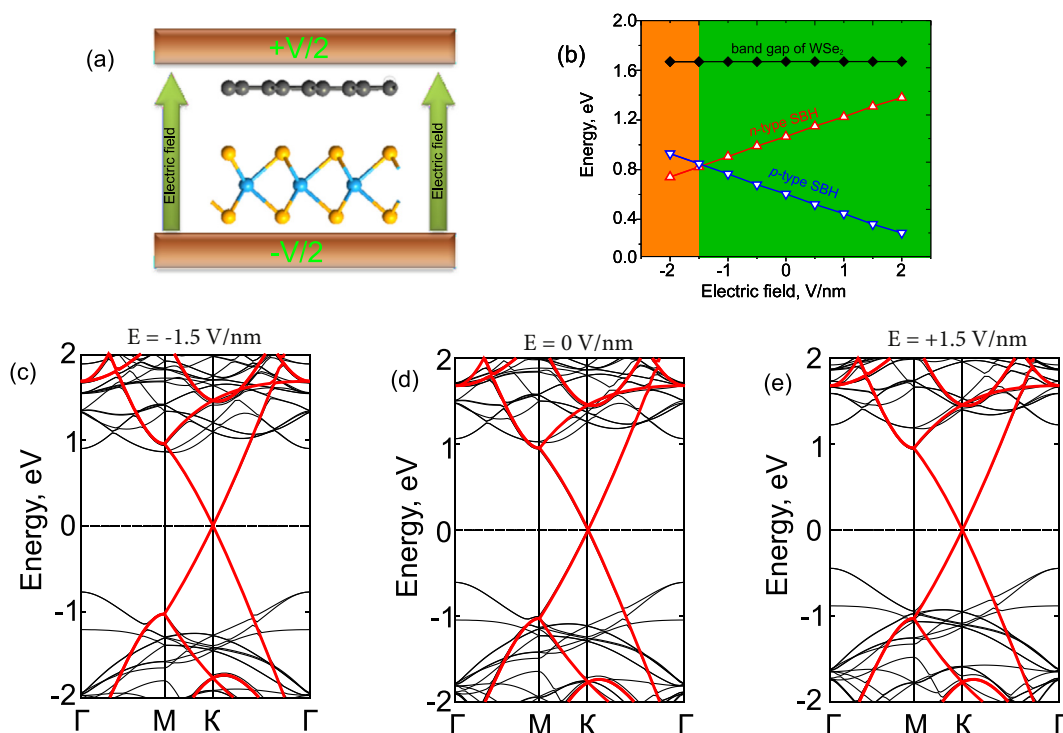 (a)
+V/2
Electric field
Electric field
-V/2
(b)
Energy, eV
2.0
1.6
1.2
0.8
0.4
0.0
band gap of WSe₂
n-type SBH
p-type SBH
-2 -1 0 1 2
Electric field, V/nm
(c)
E = -1.5 V/nm
Energy, eV
2
1
0
-1
-2
Γ M K Γ
(d)
E = 0 V/nm
Energy, eV
2
1
0
-1
-2
Γ M K Γ
(e)
E = +1.5 V/nm
Energy, eV
2
1
0
-1
-2
Γ M K Γ